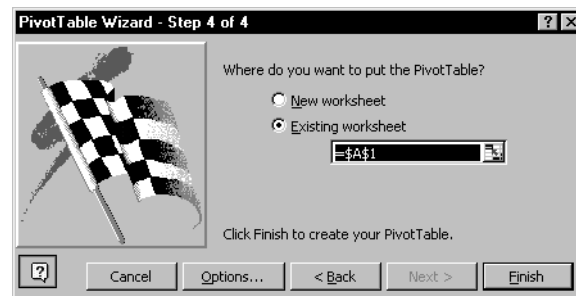 PivotTable Wizard - Step 4 of 4
Where do you want to put the PivotTable?
New worksheet
Existing worksheet
=$A$1
Click Finish to create your PivotTable.
Cancel Options... < Back Next > Finish